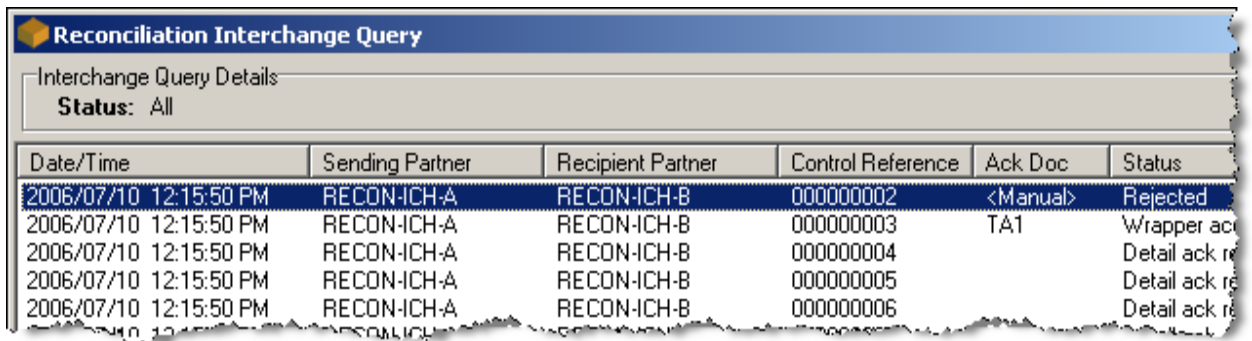 Reconciliation Interchange Query
Interchange Query Details
Status: All
Date/Time Sending Partner Recipient Partner Control Reference Ack Doc Status
2006/07/10 12:15:50 PM RECON-ICH-A RECON-ICH-B 000000002 <Manual> Rejected
2006/07/10 12:15:50 PM RECON-ICH-A RECON-ICH-B 000000003 TA1 Wrapper
2006/07/10 12:15:50 PM RECON-ICH-A RECON-ICH-B 000000004 Detail ack
2006/07/10 12:15:50 PM RECON-ICH-A RECON-ICH-B 000000005 Detail ack
2006/07/10 12:15:50 PM RECON-ICH-A RECON-ICH-B 000000006 Detail ack